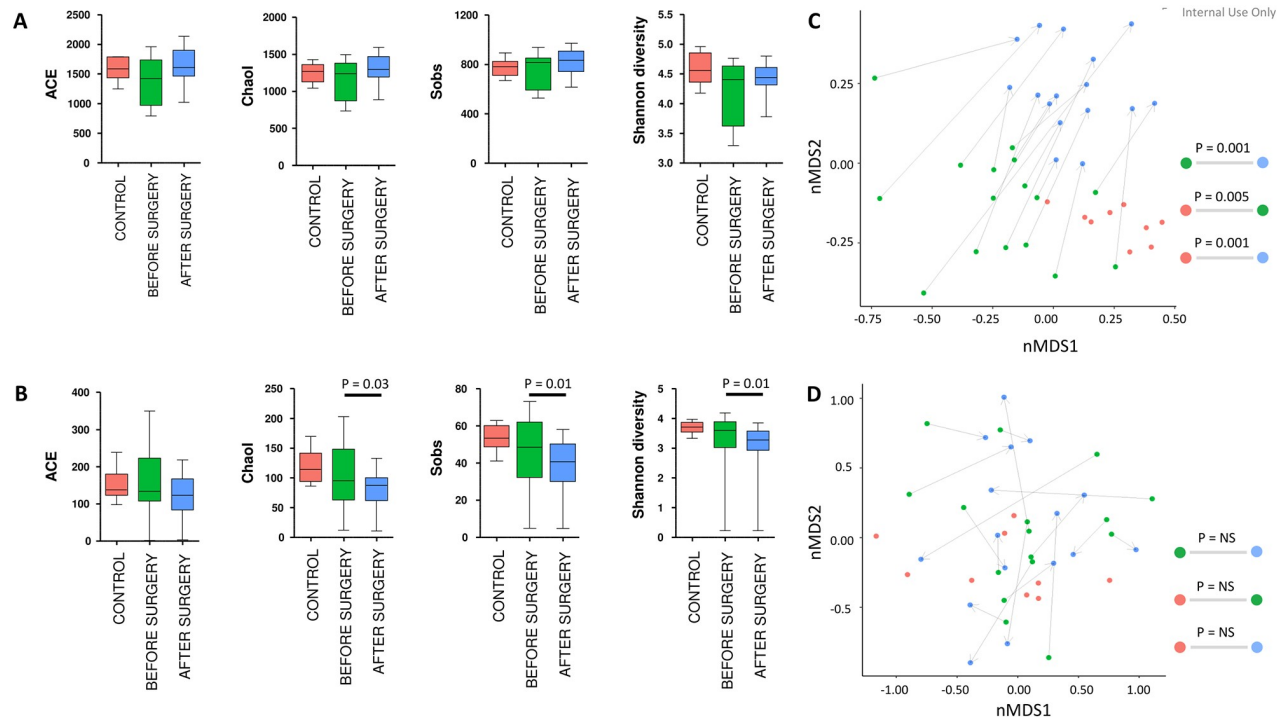 A
ACE
2500
2000
1500
1000
500
0
CONTROL
BEFORE SURGERY
AFTER SURGERY
ChaoI
2000
1500
1000
500
0
CONTROL
BEFORE SURGERY
AFTER SURGERY
Sobs
1200
800
400
0
CONTROL
BEFORE SURGERY
AFTER SURGERY
Shannon diversity
5.5
5.0
4.5
4.0
3.5
3.0
CONTROL
BEFORE SURGERY
AFTER SURGERY
C
Internal Use Only
nMDS2
0.25
0.00
-0.25
-0.75
-0.50
-0.25
0.00
0.25
0.50
nMDS1
P = 0.001
P = 0.005
P = 0.001
B
ACE
400
300
200
100
0
CONTROL
BEFORE SURGERY
AFTER SURGERY
ChaoI
250
200
150
100
50
0
P = 0.03
CONTROL
BEFORE SURGERY
AFTER SURGERY
Sobs
80
60
40
20
0
P = 0.01
CONTROL
BEFORE SURGERY
AFTER SURGERY
Shannon diversity
5
4
3
2
1
0
P = 0.01
CONTROL
BEFORE SURGERY
AFTER SURGERY
D
nMDS2
1.00
0.5
0.00
-0.5
-1.00
-0.50
0.00
0.50
1.00
nMDS1
P = NS
P = NS
P = NS